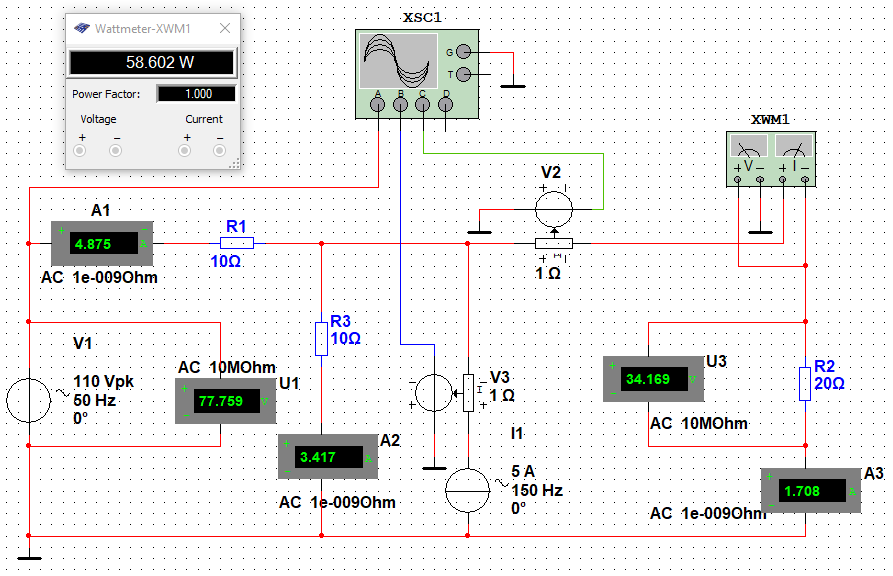 Wattmeter-XWM1
58.602 W
Power Factor:
1.000
Voltage
Current
+
−
+
−
XSC1
G
T
A
B
C
D
XWM1
V
I
+
−
+
−
V2
+
−
1 Ω
A1
+
4.875
A
−
AC 1e-009Ohm
R1
10Ω
R3
10Ω
V1
110 Vpk
50 Hz
0°
AC 10MOhm
U1
+
77.759
V
−
V3
1 Ω
−
+
−
+
I1
5 A
150 Hz
0°
A2
+
3.417
A
−
AC 1e-009Ohm
U3
+
34.169
V
−
AC 10MOhm
R2
20Ω
A3
+
1.708
A
−
AC 1e-009Ohm